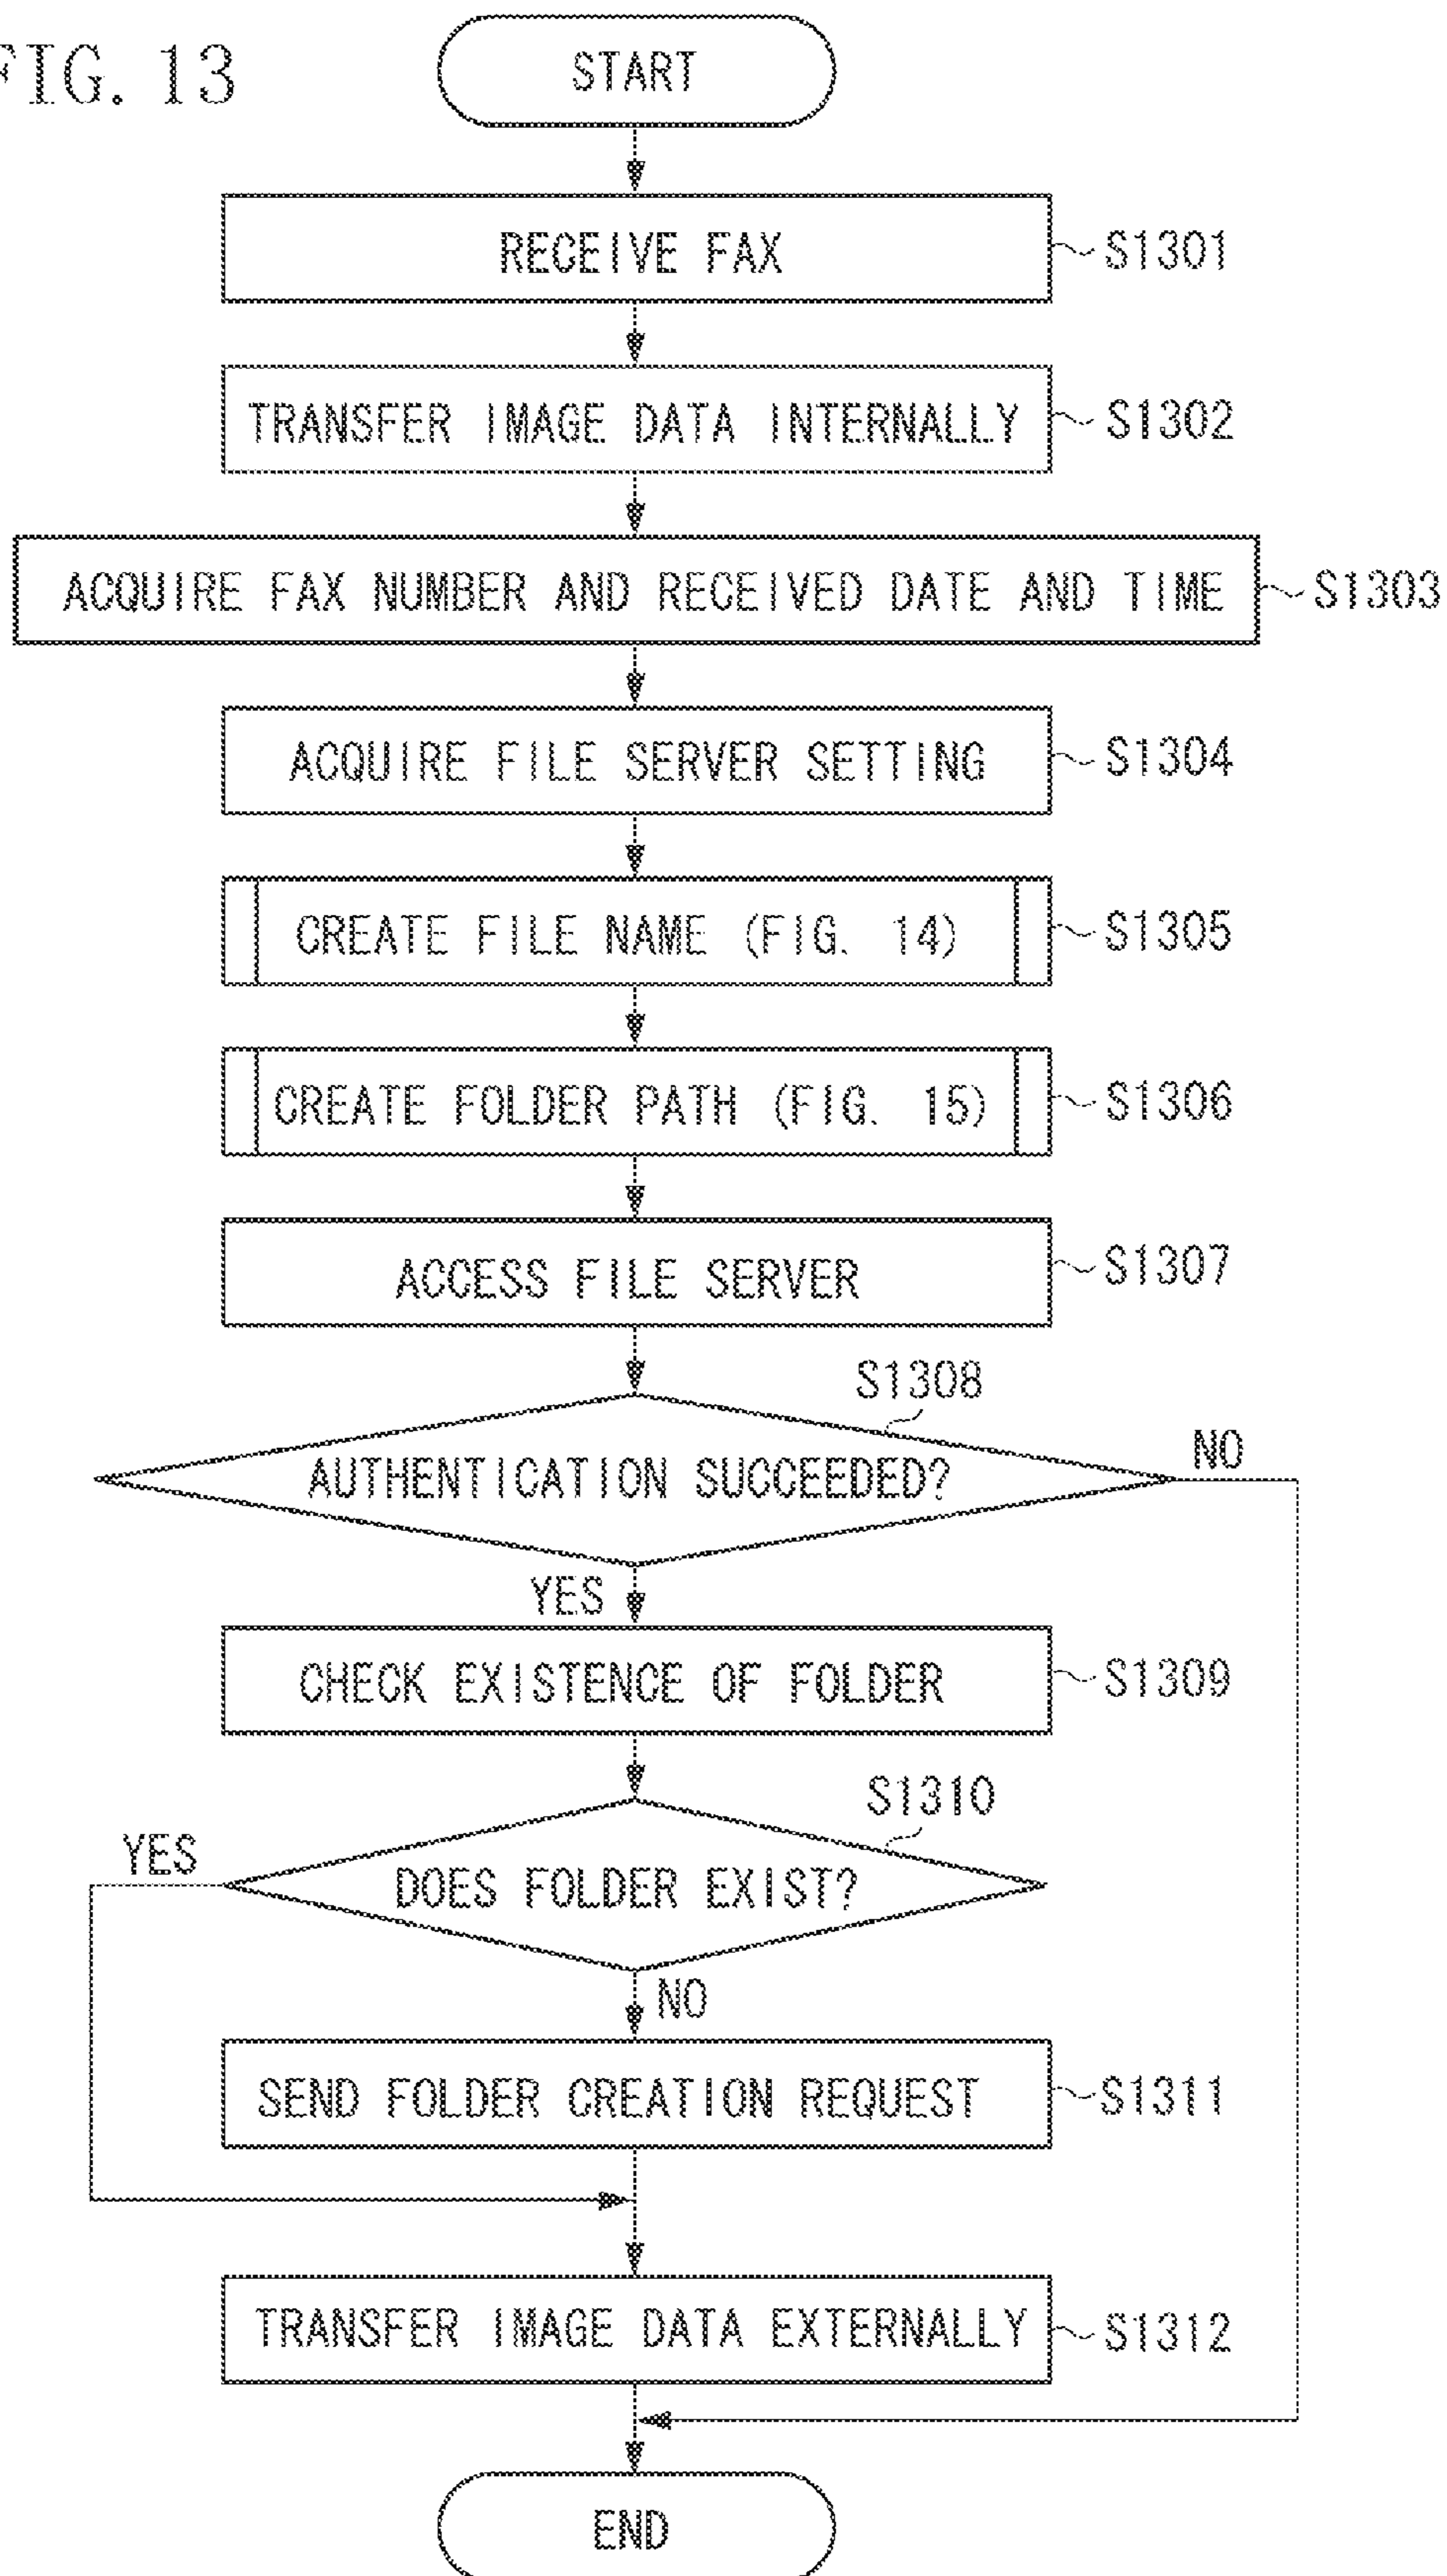 FIG. 13
START
RECEIVE FAX
S1301
TRANSFER IMAGE DATA INTERNALLY
S1302
ACQUIRE FAX NUMBER AND RECEIVED DATE AND TIME
S1303
ACQUIRE FILE SERVER SETTING
S1304
CREATE FILE NAME (FIG. 14)
S1305
CREATE FOLDER PATH (FIG. 15)
S1306
ACCESS FILE SERVER
S1307
S1308
AUTHENTICATION SUCCEEDED?
NO
YES
CHECK EXISTENCE OF FOLDER
S1309
S1310
YES
DOES FOLDER EXIST?
NO
SEND FOLDER CREATION REQUEST
S1311
TRANSFER IMAGE DATA EXTERNALLY
S1312
END